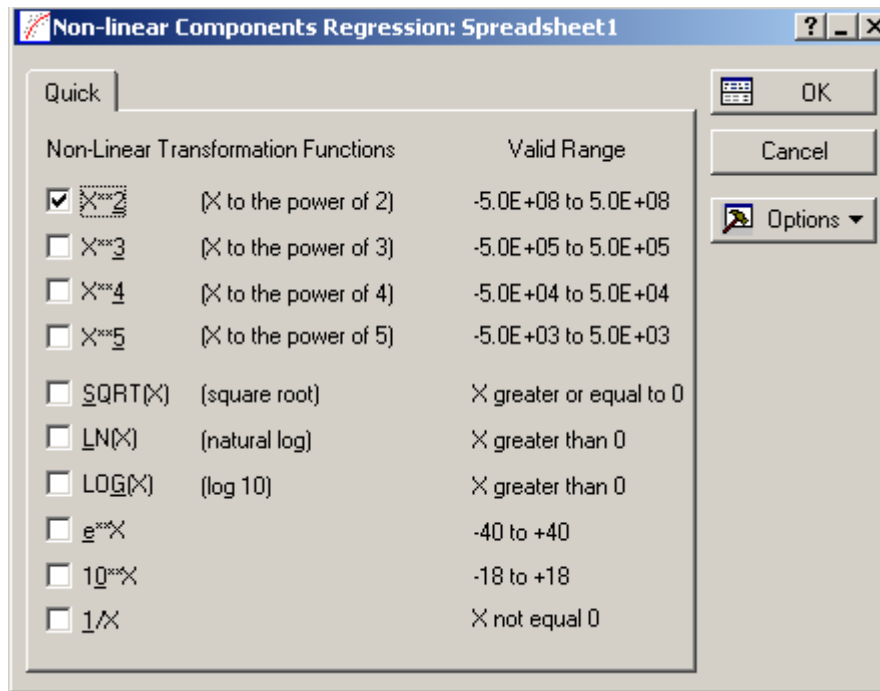 Non-linear Components Regression: Spreadsheet1
Quick
OK
Cancel
Options
Non-Linear Transformation Functions Valid Range
X**2 (X to the power of 2) -5.0E+08 to 5.0E+08
X**3 (X to the power of 3) -5.0E+05 to 5.0E+05
X**4 (X to the power of 4) -5.0E+04 to 5.0E+04
X**5 (X to the power of 5) -5.0E+03 to 5.0E+03
SQRT(X) (square root) X greater or equal to 0
LN(X) (natural log) X greater than 0
LOG(X) (log 10) X greater than 0
e**X -40 to +40
10**X -18 to +18
1/X X not equal 0